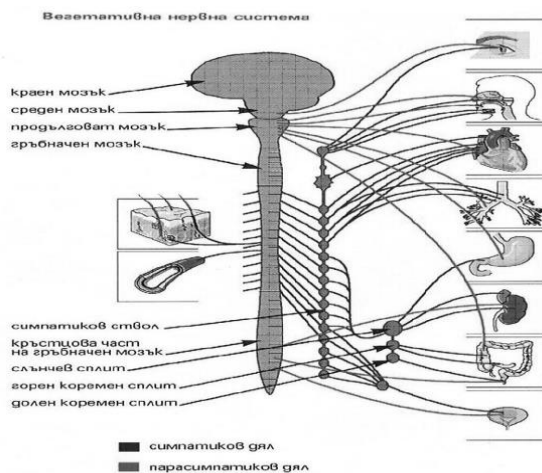 Вегетативна нервна система
краен мозък
среден мозък
продълговат мозък
гръбначен мозък
симпатиков ствол
кръстцова част
на гръбначен мозък
слънчев сплит
горен коремен сплит
долен коремен сплит
симпатиков дял
парасимпатиков дял